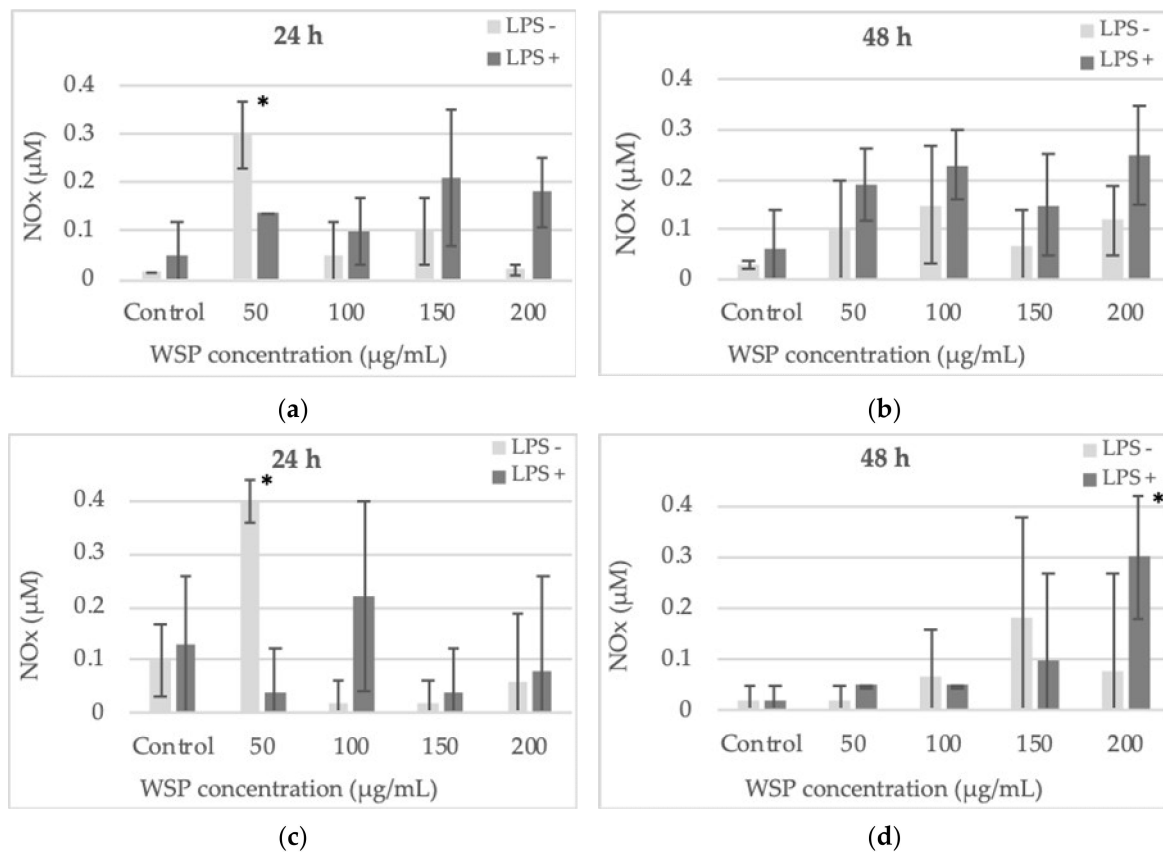 24 h
LPS -
LPS +
NOx (µM)
0.4
0.3
0.2
0.1
0
*
Control 50 100 150 200
WSP concentration (µg/mL)
(a)
48 h
LPS -
LPS +
NOx (µM)
0.4
0.3
0.2
0.1
0
Control 50 100 150 200
WSP concentration (µg/mL)
(b)
24 h
LPS -
LPS +
NOx (µM)
0.4
0.3
0.2
0.1
0
*
Control 50 100 150 200
WSP concentration (µg/mL)
(c)
48 h
LPS -
LPS +
NOx (µM)
0.4
0.3
0.2
0.1
0
*
Control 50 100 150 200
WSP concentration (µg/mL)
(d)